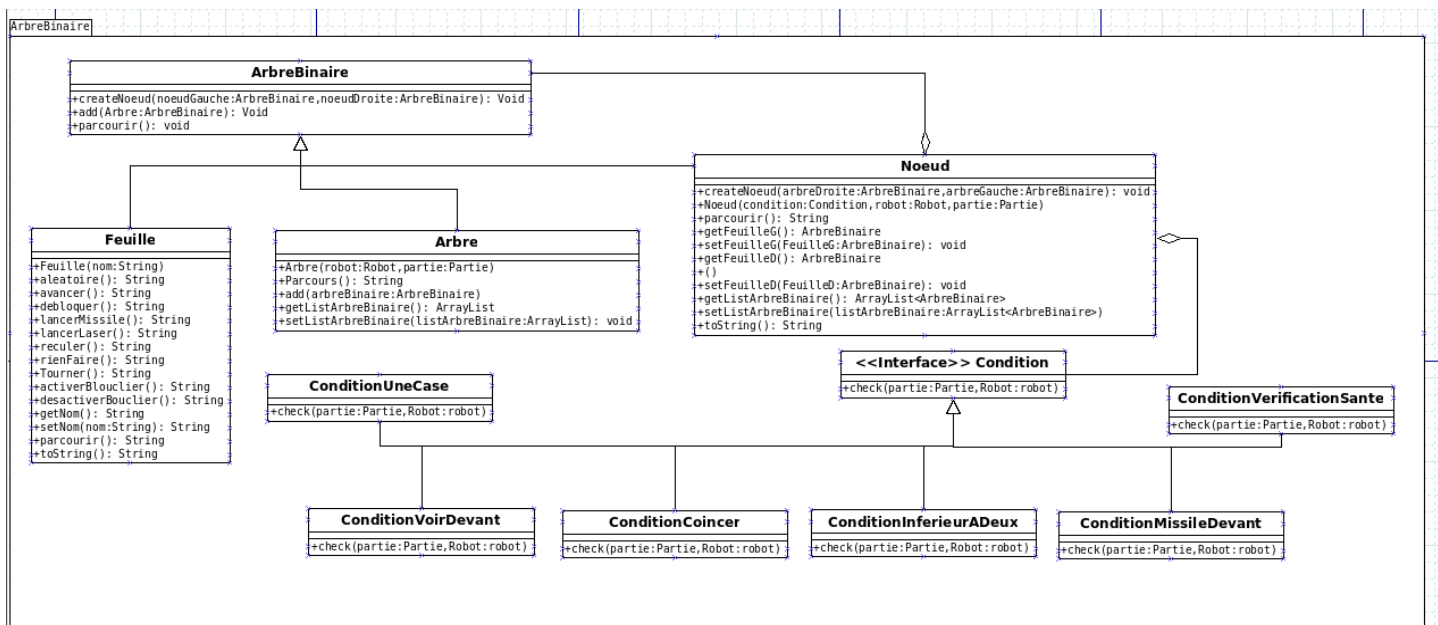 ArbreBinaire
ArbreBinaire
+createNoeud(noeudGauche:ArbreBinaire,noeudDroite:ArbreBinaire): Void
+add(Arbre:ArbreBinaire): Void
+parcourir(): void
Noeud
+createNoeud(arbreDroite:ArbreBinaire,arbreGauche:ArbreBinaire): void
+Noeud(condition:Condition,robot:Robot,partie:Partie)
+parcourir(): String
+getFeuilleG(): ArbreBinaire
+setFeuilleG(FeuilleG:ArbreBinaire): void
+getFeuilleD(): ArbreBinaire
+()
+setFeuilleD(FeuilleD:ArbreBinaire): void
+getListArbreBinaire(): ArrayList<ArbreBinaire>
+setListArbreBinaire(listArbreBinaire:ArrayList<ArbreBinaire>)
+toString(): String
Feuille
+Feuille(nom:String)
+aleatoire(): String
+avancer(): String
+debloquer(): String
+lancerMissile(): String
+lancerLaser(): String
+reculer(): String
+rienFaire(): String
+Tourner(): String
+activerBlouclier(): String
+desactiverBouclier(): String
+getNom(): String
+setNom(nom:String): String
+parcourir(): String
+toString(): String
Arbre
+Arbre(robot:Robot,partie:Partie)
+Parcours(): String
+add(arbreBinaire:ArbreBinaire)
+getListArbreBinaire(): ArrayList
+setListArbreBinaire(listArbreBinaire:ArrayList): void
<<Interface>> Condition
+check(partie:Partie,Robot:robot)
ConditionUneCase
+check(partie:Partie,Robot:robot)
ConditionVerificationSante
+check(partie:Partie,Robot:robot)
ConditionVoirDevant
+check(partie:Partie,Robot:robot)
ConditionCoincer
+check(partie:Partie,Robot:robot)
ConditionInferieurADeux
+check(partie:Partie,Robot:robot)
ConditionMissileDevant
+check(partie:Partie,Robot:robot)